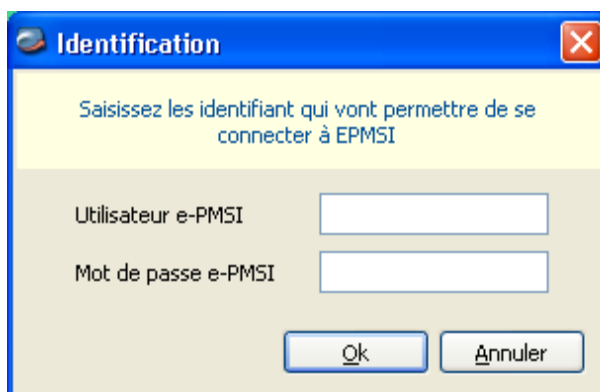 Identification
Saisissez les identifiant qui vont permettre de se
connecter à EPMSI
Utilisateur e-PMSI
Mot de passe e-PMSI
Ok
Annuler